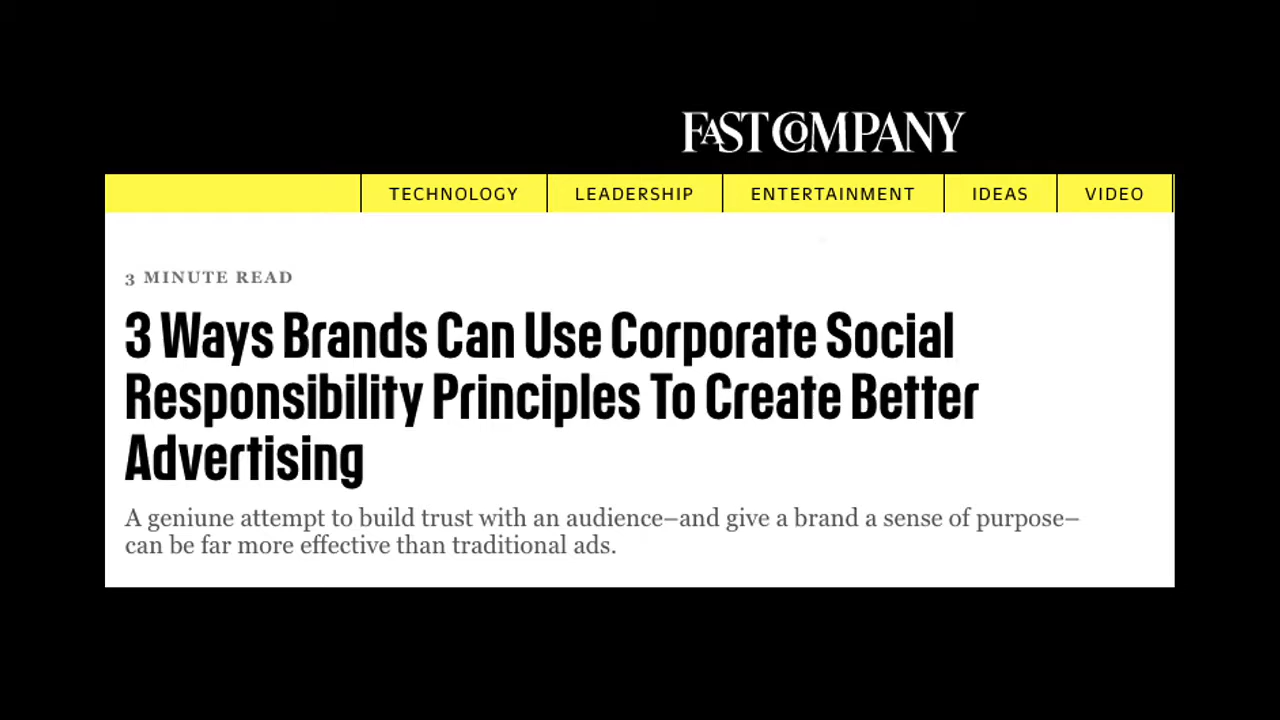 FAST COMPANY
TECHNOLOGY LEADERSHIP ENTERTAINMENT IDEAS VIDEO
3 MINUTE READ
3 Ways Brands Can Use Corporate Social
Responsibility Principles To Create Better
Advertising
A geniune attempt to build trust with an audience–and give a brand a sense of purpose–
can be far more effective than traditional ads.